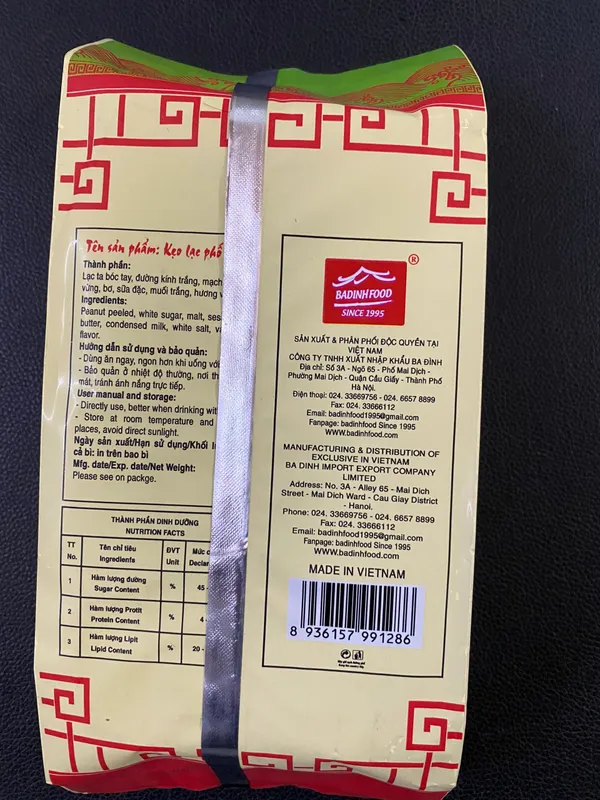 Tên sản phẩm: Kẹo lạc phố
Thành phần:
Lạc ta bóc tay, đường kính trắng, mạch
vừng, bơ, sữa đặc, muối trắng, hương
Ingredients:
Peanut peeled, white sugar, malt,
butter, condensed milk, white salt,
flavor.
Hướng dẫn sử dụng và bảo quản:
- Dùng ăn ngay, ngon hơn khi uống với
- Bảo quản ở nhiệt độ thường, nơi
mát, tránh ánh nắng trực tiếp.
User manual and storage:
- Directly use, better when drinking with
- Store at room temperature and
places, avoid direct sunlight.
Ngày sản xuất/Hạn sử dụng/Khối
cả bì: in trên bao bì
Mfg. date/Exp. date/Net Weight:
Please see on packge.
THÀNH PHẦN DINH DƯỠNG
NUTRITION FACTS
TT No. Tên chỉ tiêu Ingredients ĐVT Unit Mức
1 Hàm lượng đường Sugar Content % 45 -
2 Hàm lượng Protit Protein Content % 4 -
3 Hàm lượng Lipit Lipid Content % 20 -
®
BADINHFOOD
SINCE 1995
SẢN XUẤT & PHÂN PHỐI ĐỘC QUYỀN TẠI
VIỆT NAM
CÔNG TY TNHH XUẤT NHẬP KHẨU BA ĐÌNH
Địa chỉ: Số 3A - Ngõ 65 - Phố Mai Dịch -
Phường Mai Dịch - Quận Cầu Giấy - Thành Phố
Hà Nội.
Điện thoại: 024. 33669756 - 024. 6657 8899
Fax: 024. 33666112
Email: badinhfood1995@gmail.com
Fanpage: badinhfood Since 1995
WWW.badinhfood.com
MANUFACTURING & DISTRIBUTION OF
EXCLUSIVE IN VIETNAM
BA DINH IMPORT EXPORT COMPANY
LIMITED
Address: No. 3A - Alley 65 - Mai Dich
Street - Mai Dich Ward - Cau Giay District
- Hanoi.
Phone: 024. 33669756 - 024. 6657 8899
Fax: 024. 33666112
Email: badinhfood1995@gmail.com
Fanpage: badinhfood Since 1995
WWW.badinhfood.com
MADE IN VIETNAM
8 936157 991286